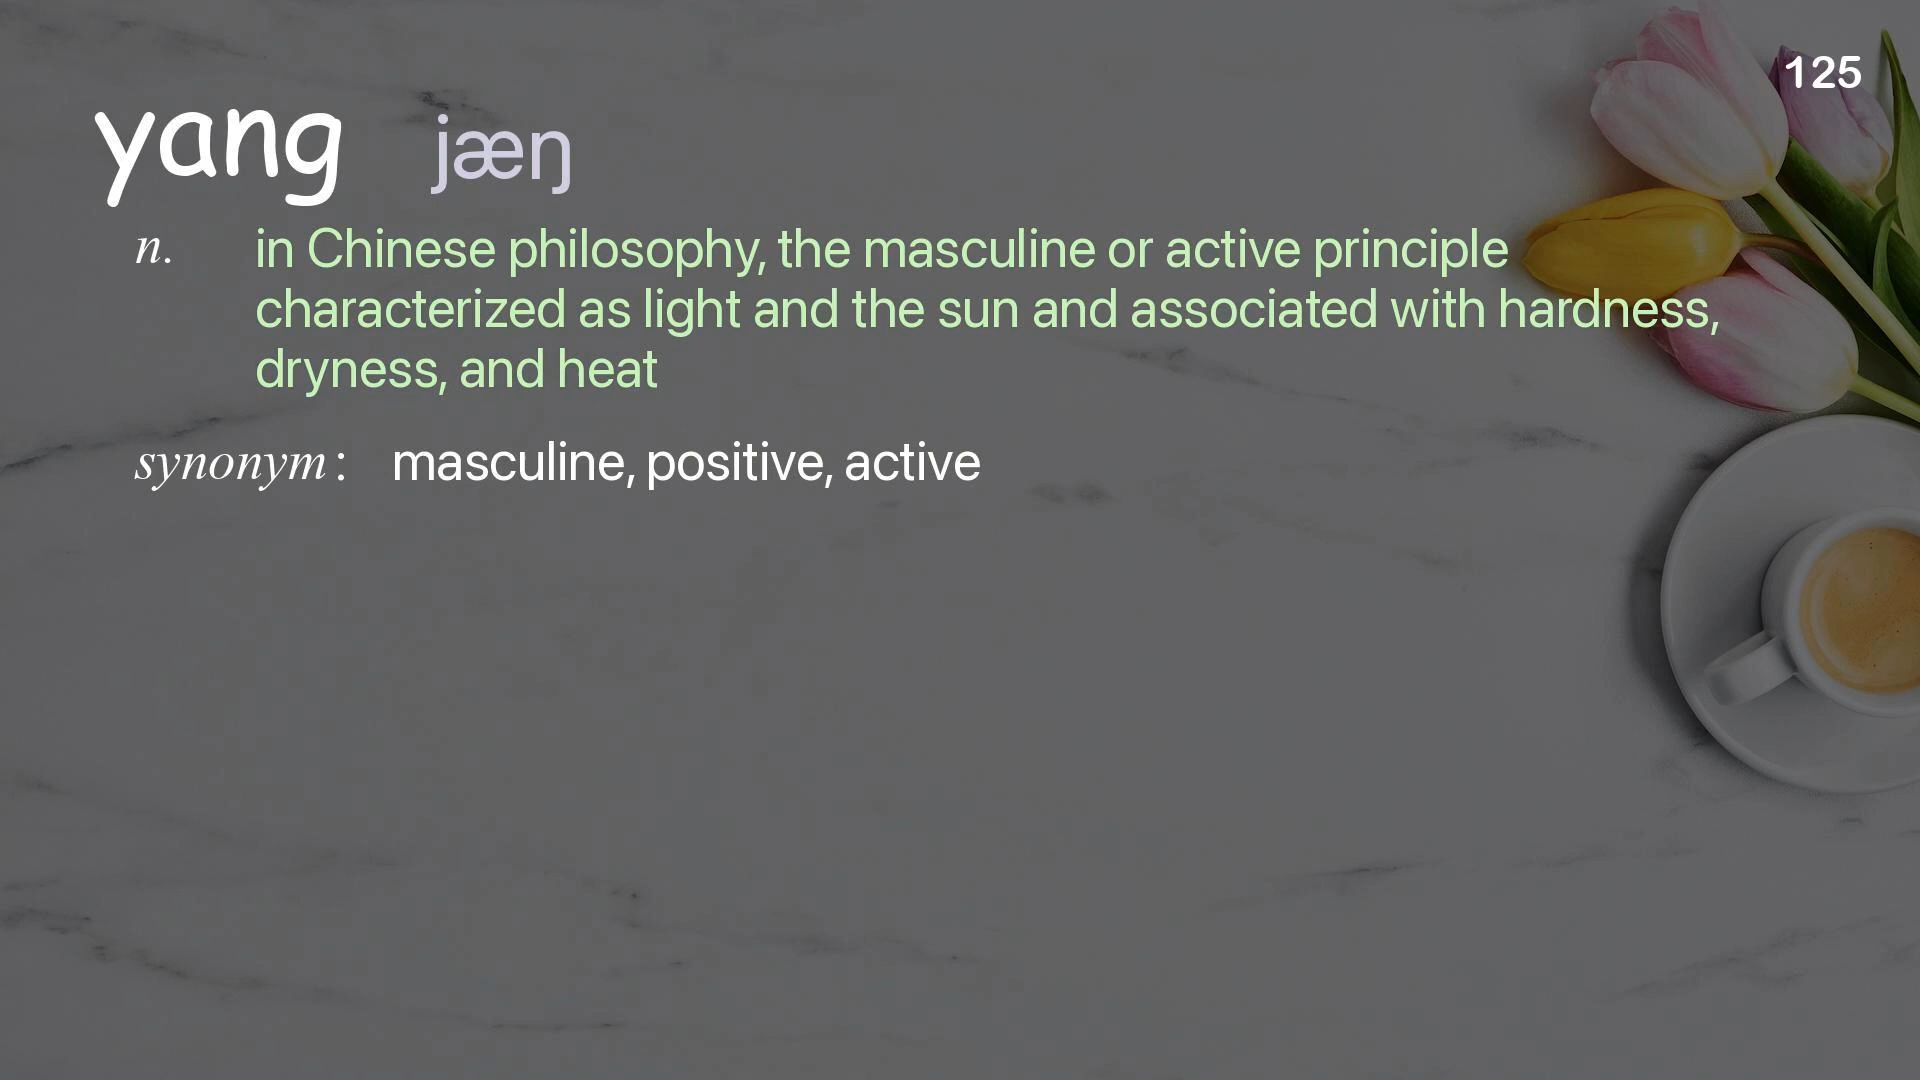 125
yang jæŋ
n. in Chinese philosophy, the masculine or active principle
characterized as light and the sun and associated with hardness,
dryness, and heat
synonym: masculine, positive, active